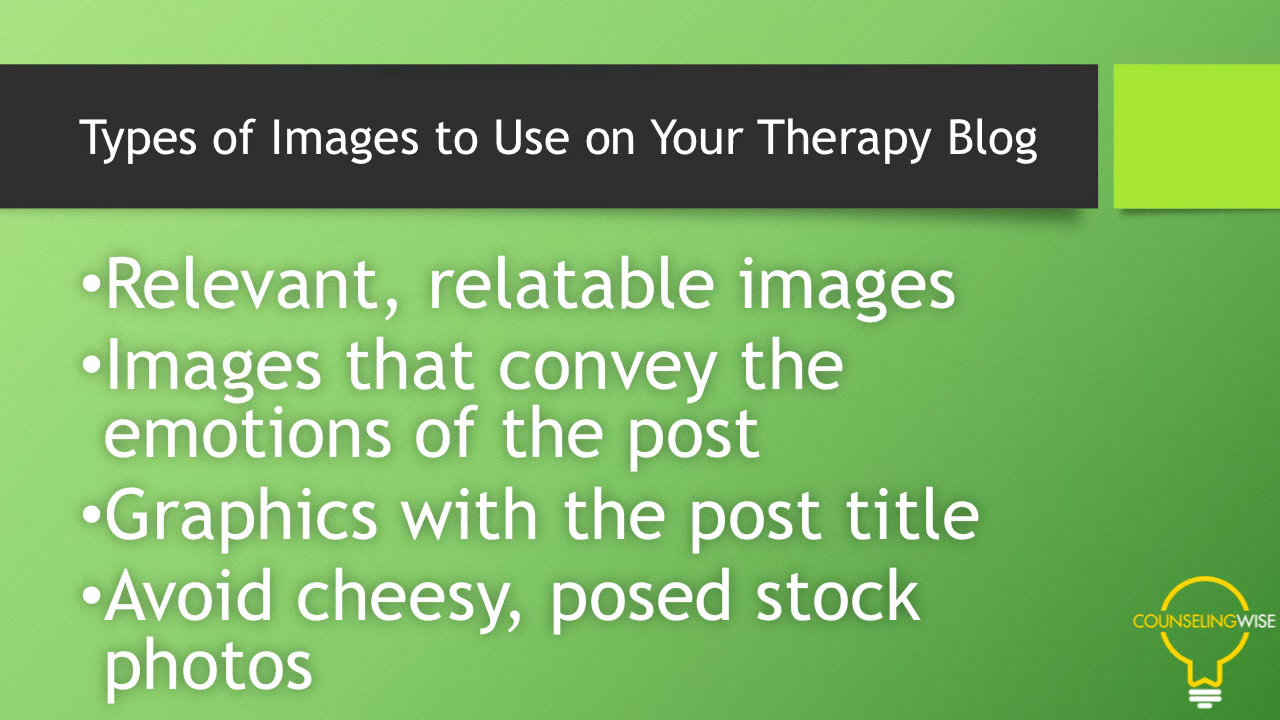 Types of Images to Use on Your Therapy Blog
•Relevant, relatable images
•Images that convey the
emotions of the post
•Graphics with the post title
•Avoid cheesy, posed stock
photos
COUNSELINGWISE